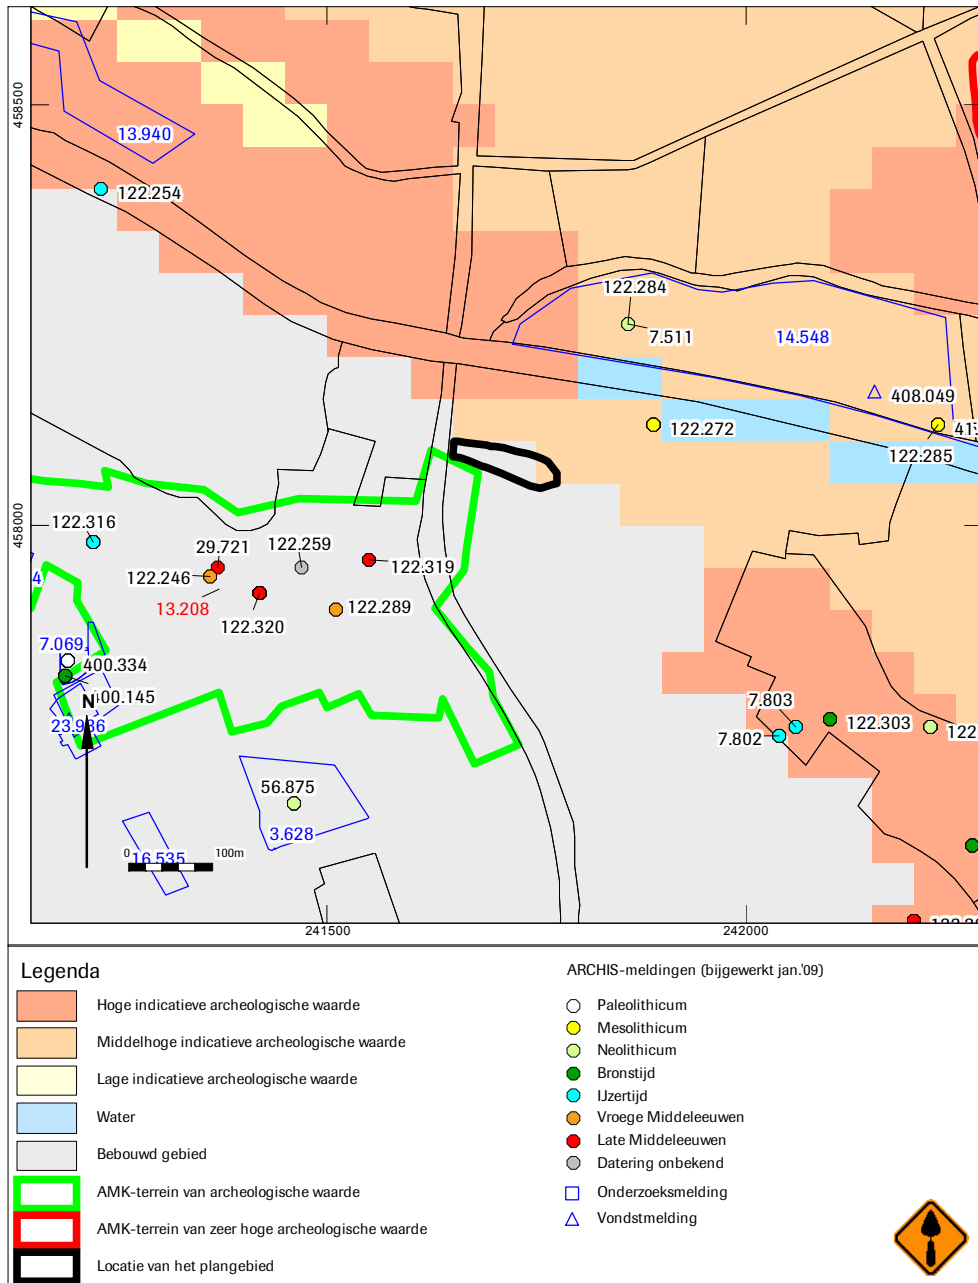 458500
13.940
122.254
122.284
7.511
14.548
408.049
122.272
41.
122.285
458000
122.316
29.721
122.259
122.319
122.246
13.208
122.289
122.320
4
7.069
400.334
400.145
N
23.936
7.803
122.303
7.802
122
56.875
3.628
0
16.535
100m
241500
242000
Legenda
Hoge indicatieve archeologische waarde
Middelhoge indicatieve archeologische waarde
Lage indicatieve archeologische waarde
Water
Bebouwd gebied
AMK-terrein van archeologische waarde
AMK-terrein van zeer hoge archeologische waarde
Locatie van het plangebied
ARCHIS-meldingen (bijgewerkt jan.'09)
Paleolithicum
Mesolithicum
Neolithicum
Bronstijd
IJzertijd
Vroege Middeleeuwen
Late Middeleeuwen
Datering onbekend
Onderzoeksmelding
Vondstmelding